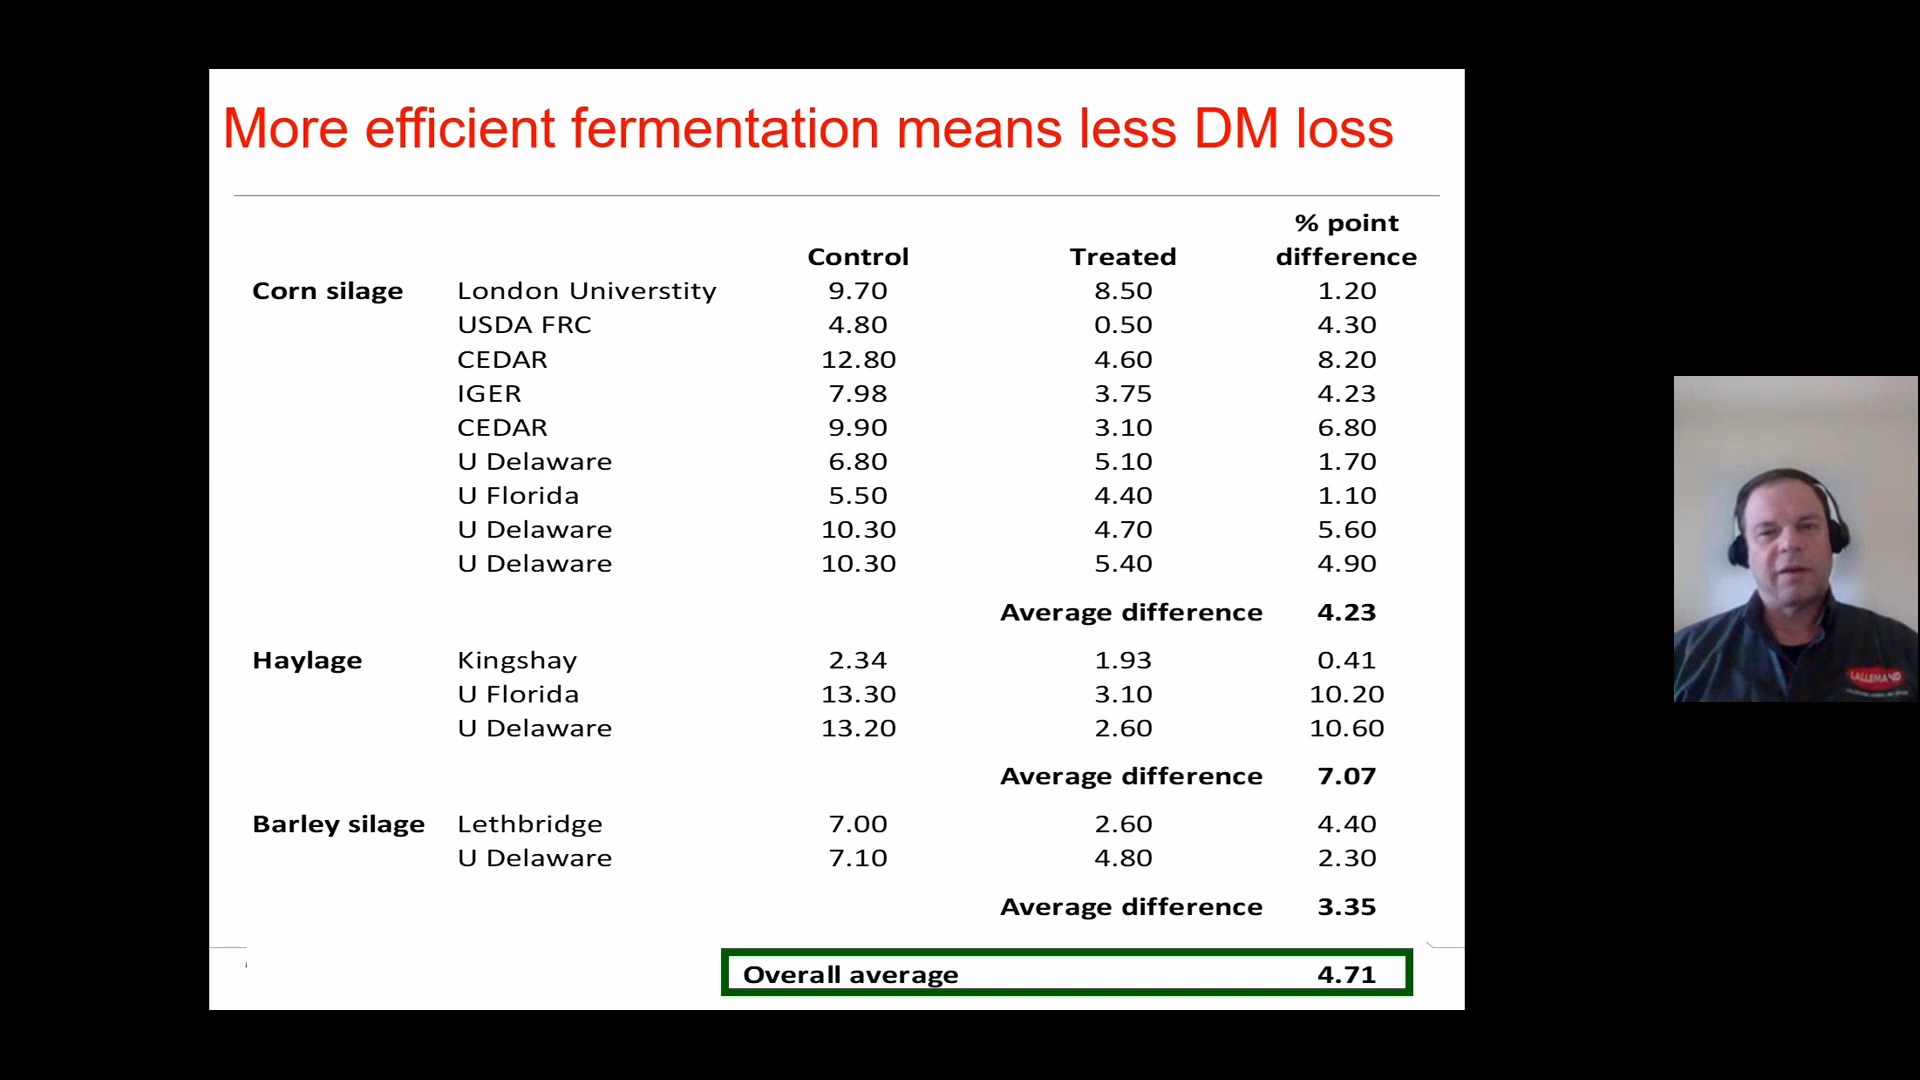 More efficient fermentation means less DM loss
% point
Control Treated difference
Corn silage London Universtity 9.70 8.50 1.20
USDA FRC 4.80 0.50 4.30
CEDAR 12.80 4.60 8.20
IGER 7.98 3.75 4.23
CEDAR 9.90 3.10 6.80
U Delaware 6.80 5.10 1.70
U Florida 5.50 4.40 1.10
U Delaware 10.30 4.70 5.60
U Delaware 10.30 5.40 4.90
Average difference 4.23
Haylage Kingshay 2.34 1.93 0.41
U Florida 13.30 3.10 10.20
U Delaware 13.20 2.60 10.60
Average difference 7.07
Barley silage Lethbridge 7.00 2.60 4.40
U Delaware 7.10 4.80 2.30
Average difference 3.35
Overall average 4.71
LALLEMAND